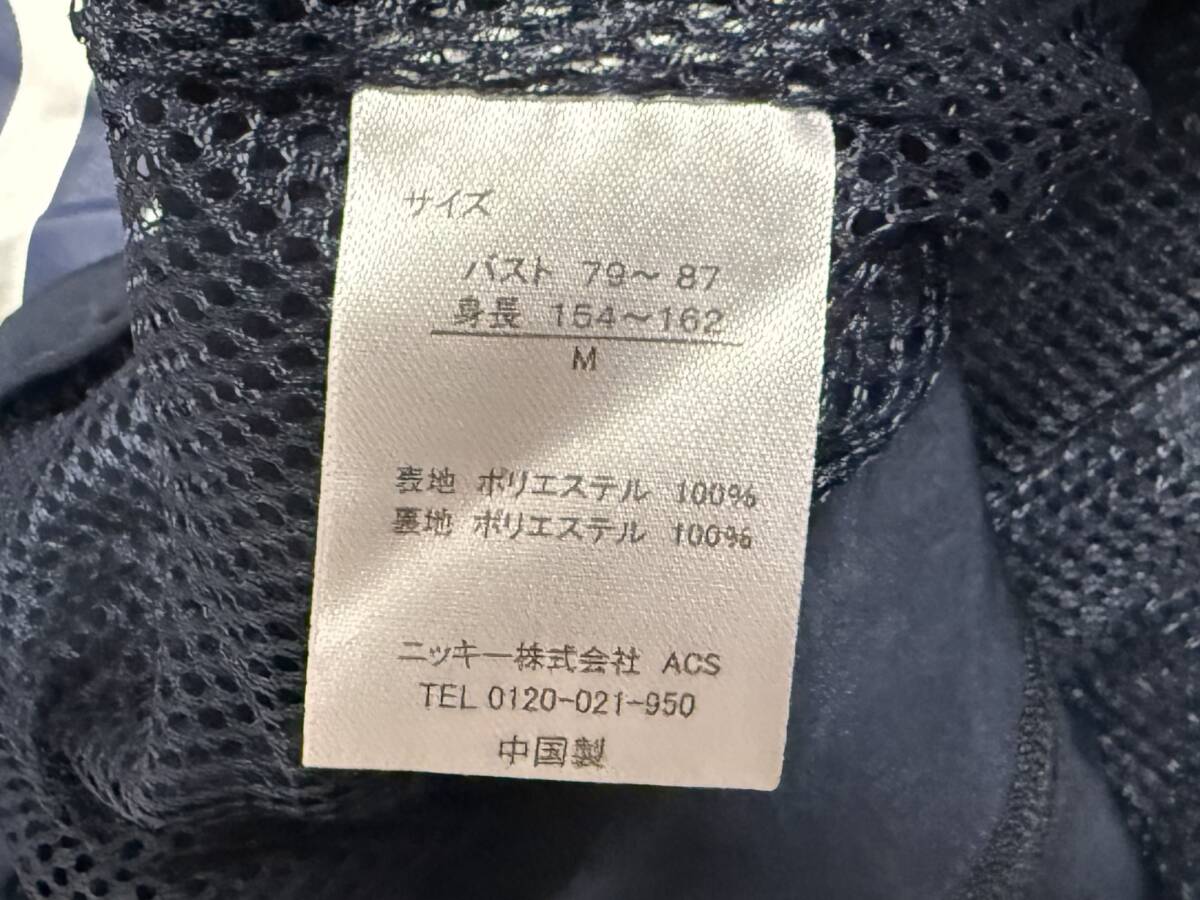 サイズ
バスト 79～87
身長 154～162
M
表地 ポリエステル 100%
裏地 ポリエステル 100%
ニッキー株式会社 ACS
TEL 0120-021-950
中国製